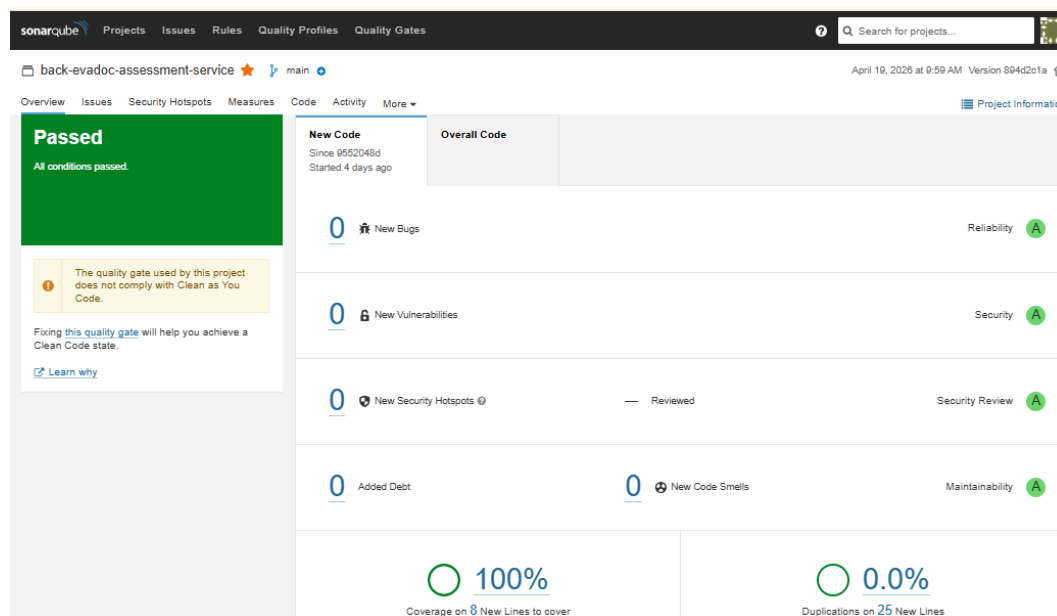 sonarqube Projects Issues Rules Quality Profiles Quality Gates ? Search for projects...
back-evadoc-assessment-service main April 19, 2026 at 9:59 AM Version 894d2c1a
Overview Issues Security Hotspots Measures Code Activity More Project Informatio
Passed
All conditions passed.
The quality gate used by this project
does not comply with Clean as You
Code.
Fixing this quality gate will help you achieve a
Clean Code state.
Learn why
New Code
Since 9552048d
Started 4 days ago
Overall Code
0 New Bugs Reliability A
0 New Vulnerabilities Security A
0 New Security Hotspots ? — Reviewed Security Review A
0 Added Debt 0 New Code Smells Maintainability A
100%
Coverage on 8 New Lines to cover
0.0%
Duplications on 25 New Lines